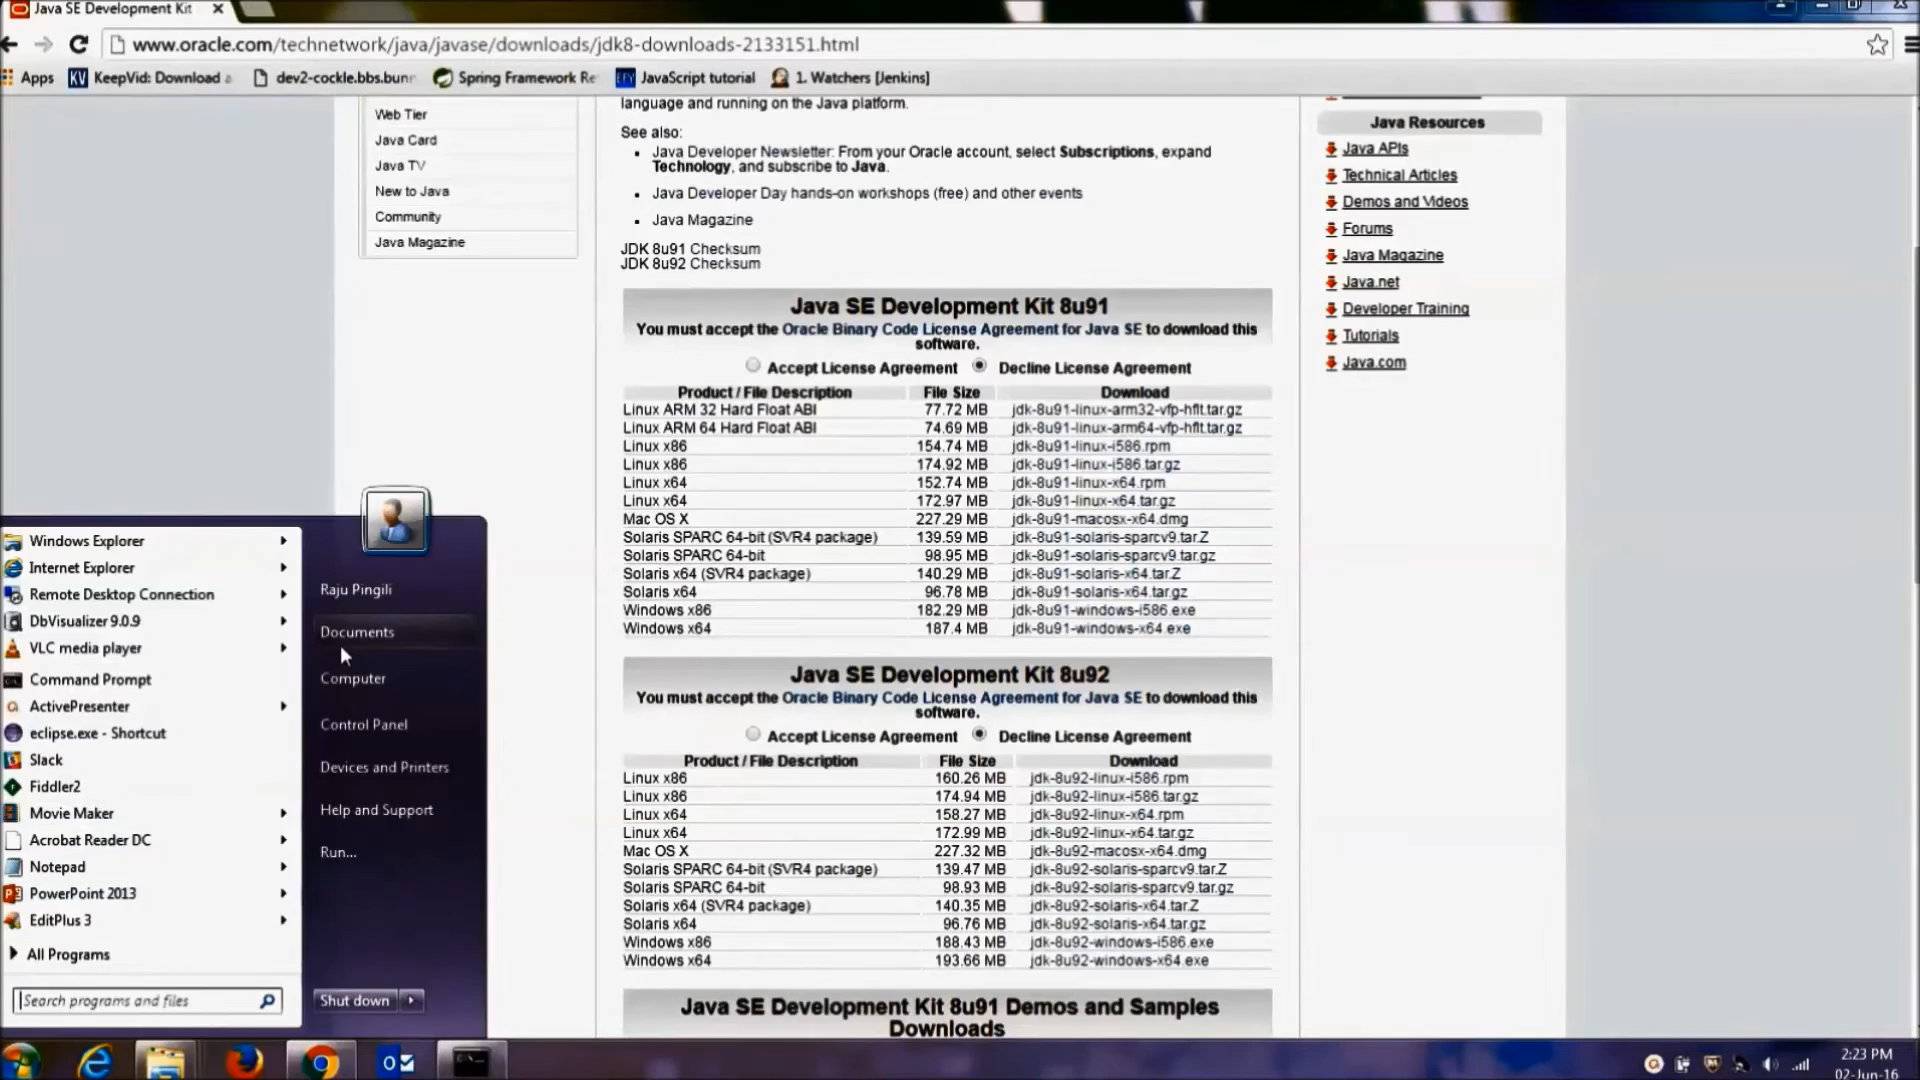 Java SE Development Kit
www.oracle.com/technetwork/java/javase/downloads/jdk8-downloads-2133151.html
Apps
KeepVid: Download
dev2-cockle.bbs.bunn
Spring Framework Re
JavaScript tutorial
1. Watchers [Jenkins]
Web Tier
Java Card
Java TV
New to Java
Community
Java Magazine
language and running on the Java platform.
See also:
Java Developer Newsletter: From your Oracle account, select Subscriptions, expand
Technology, and subscribe to Java.
Java Developer Day hands-on workshops (free) and other events
Java Magazine
JDK 8u91 Checksum
JDK 8u92 Checksum
Java SE Development Kit 8u91
You must accept the Oracle Binary Code License Agreement for Java SE to download this
software.
Accept License Agreement Decline License Agreement
Product / File Description File Size Download
Linux ARM 32 Hard Float ABI 77.72 MB jdk-8u91-linux-arm32-vfp-hflt.tar.gz
Linux ARM 64 Hard Float ABI 74.69 MB jdk-8u91-linux-arm64-vfp-hflt.tar.gz
Linux x86 154.74 MB jdk-8u91-linux-i586.rpm
Linux x86 174.92 MB jdk-8u91-linux-i586.tar.gz
Linux x64 152.74 MB jdk-8u91-linux-x64.rpm
Linux x64 172.97 MB jdk-8u91-linux-x64.tar.gz
Mac OS X 227.29 MB jdk-8u91-macosx-x64.dmg
Solaris SPARC 64-bit (SVR4 package) 139.59 MB jdk-8u91-solaris-sparcv9.tar.Z
Solaris SPARC 64-bit 98.95 MB jdk-8u91-solaris-sparcv9.tar.gz
Solaris x64 (SVR4 package) 140.29 MB jdk-8u91-solaris-x64.tar.Z
Solaris x64 96.78 MB jdk-8u91-solaris-x64.tar.gz
Windows x86 182.29 MB jdk-8u91-windows-i586.exe
Windows x64 187.4 MB jdk-8u91-windows-x64.exe
Java SE Development Kit 8u92
You must accept the Oracle Binary Code License Agreement for Java SE to download this
software.
Accept License Agreement Decline License Agreement
Product / File Description File Size Download
Linux x86 160.26 MB jdk-8u92-linux-i586.rpm
Linux x86 174.94 MB jdk-8u92-linux-i586.tar.gz
Linux x64 158.27 MB jdk-8u92-linux-x64.rpm
Linux x64 172.99 MB jdk-8u92-linux-x64.tar.gz
Mac OS X 227.32 MB jdk-8u92-macosx-x64.dmg
Solaris SPARC 64-bit (SVR4 package) 139.47 MB jdk-8u92-solaris-sparcv9.tar.Z
Solaris SPARC 64-bit 98.93 MB jdk-8u92-solaris-sparcv9.tar.gz
Solaris x64 (SVR4 package) 140.35 MB jdk-8u92-solaris-x64.tar.Z
Solaris x64 96.76 MB jdk-8u92-solaris-x64.tar.gz
Windows x86 188.43 MB jdk-8u92-windows-i586.exe
Windows x64 193.66 MB jdk-8u92-windows-x64.exe
Java SE Development Kit 8u91 Demos and Samples
Downloads
Java Resources
Java APIs
Technical Articles
Demos and Videos
Forums
Java Magazine
Java.net
Developer Training
Tutorials
Java.com
Windows Explorer
Internet Explorer
Remote Desktop Connection
DbVisualizer 9.0.9
VLC media player
Command Prompt
ActivePresenter
eclipse.exe - Shortcut
Slack
Fiddler2
Movie Maker
Acrobat Reader DC
Notepad
PowerPoint 2013
EditPlus 3
All Programs
Search programs and files
Raju Pingili
Documents
Computer
Control Panel
Devices and Printers
Help and Support
Run...
Shut down
2:23 PM
02-Jun-16